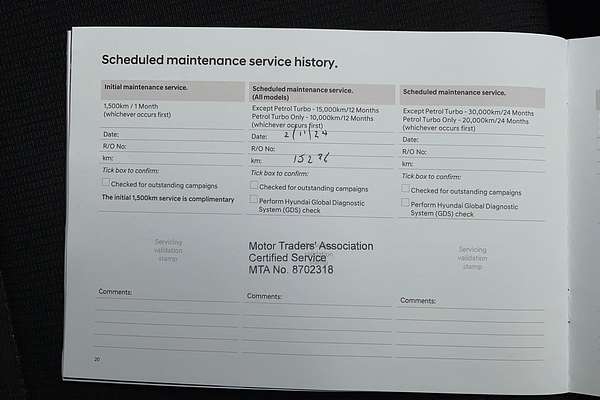 Scheduled maintenance service history.
Initial maintenance service.
1,500km / 1 Month
(whichever occurs first)
Date:
R/O No:
km:
Tick box to confirm:
Checked for outstanding campaigns
The initial 1,500km service is complimentary
Servicing
validation
stamp
Comments:
Scheduled maintenance service.
(All models)
Except Petrol Turbo - 15,000km/12 Months
Petrol Turbo Only - 10,000km/12 Months
(whichever occurs first)
Date: 2/11/24
R/O No:
km: 15276
Tick box to confirm:
Checked for outstanding campaigns
Perform Hyundai Global Diagnostic
System (GDS) check
Motor Traders' Association
Certified Service
MTA No. 8702318
Comments:
Scheduled maintenance service.
Except Petrol Turbo - 30,000km/24 Months
Petrol Turbo Only - 20,000km/24 Months
(whichever occurs first)
Date:
R/O No:
km:
Tick box to confirm:
Checked for outstanding campaigns
Perform Hyundai Global Diagnostic
System (GDS) check
Servicing
validation
stamp
Comments:
20